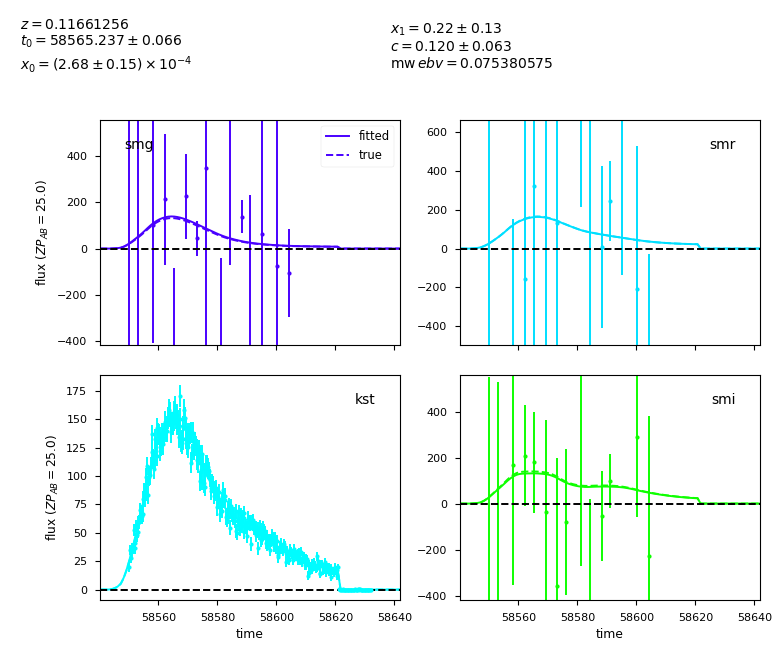 z = 0.11661256
t₀ = 58565.237 ± 0.066
x₀ = (2.68 ± 0.15) × 10⁻⁴
x₁ = 0.22 ± 0.13
c = 0.120 ± 0.063
mw ebv = 0.075380575
smg
fitted
true
400
200
0
−200
−400
flux (ZP_AB = 25.0)
smr
600
400
200
0
−200
−400
kst
175
150
125
100
75
50
25
0
flux (ZP_AB = 25.0)
58560 58580 58600 58620 58640
time
smi
400
200
0
−200
−400
58560 58580 58600 58620 58640
time